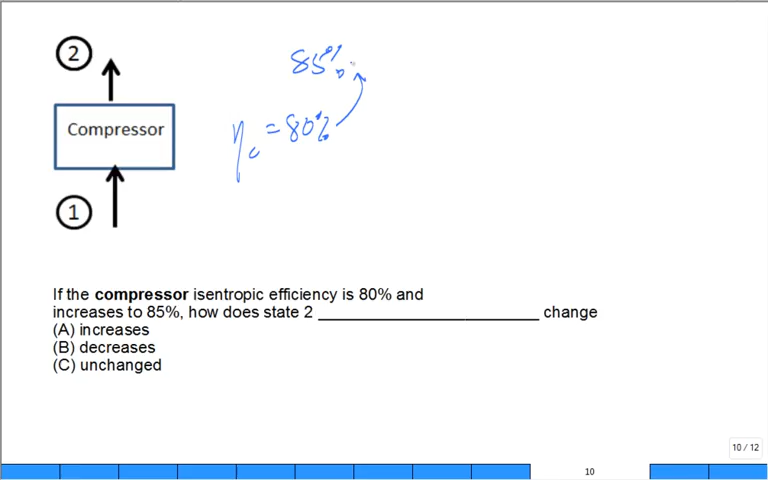 2
85%
Compressor
ηc = 80%
1
If the compressor isentropic efficiency is 80% and
increases to 85%, how does state 2 ______________________ change
(A) increases
(B) decreases
(C) unchanged
10 / 12
10